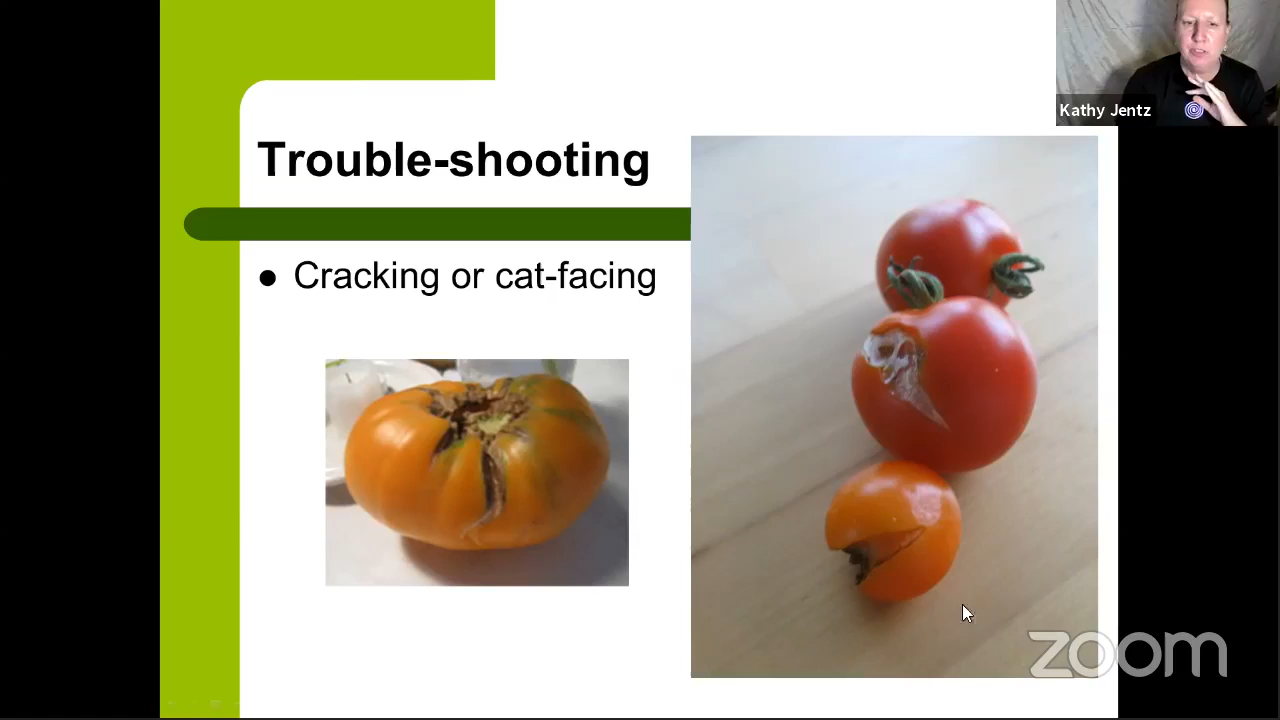 Kathy Jentz
Trouble-shooting
● Cracking or cat-facing
zoom